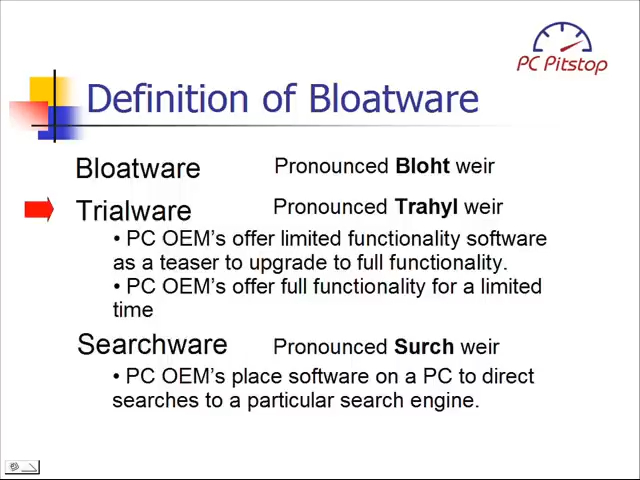 PC Pitstop
Definition of Bloatware
Bloatware Pronounced Bloht weir
Trialware Pronounced Trahyl weir
• PC OEM's offer limited functionality software
as a teaser to upgrade to full functionality.
• PC OEM's offer full functionality for a limited
time
Searchware Pronounced Surch weir
• PC OEM's place software on a PC to direct
searches to a particular search engine.